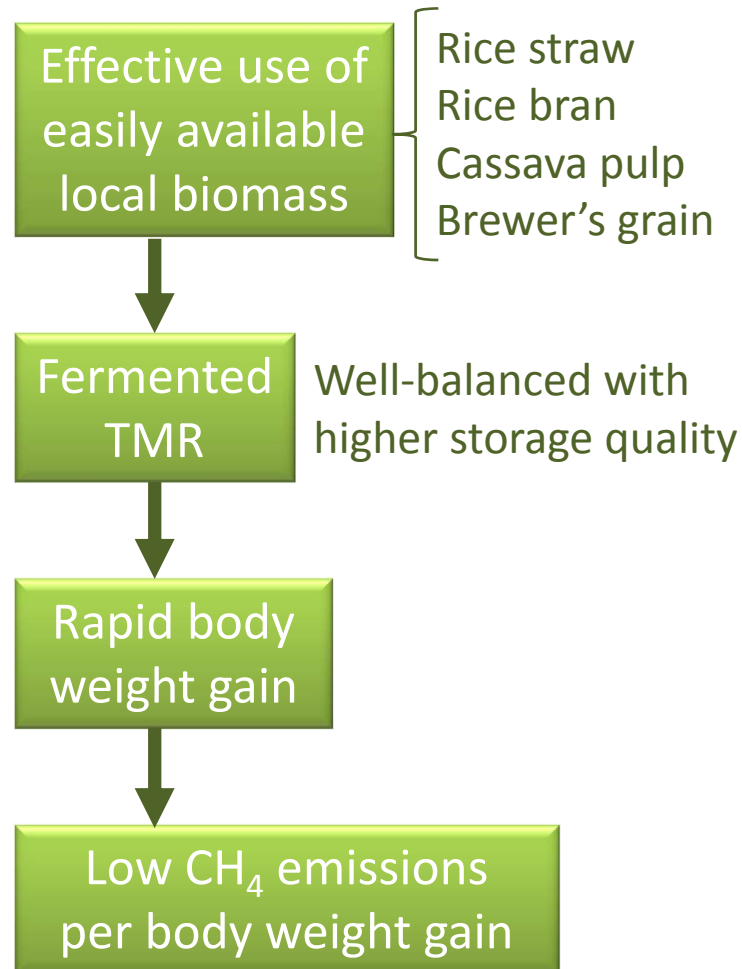 Effective use of
easily available
local biomass
Rice straw
Rice bran
Cassava pulp
Brewer’s grain
Fermented
TMR
Well-balanced with
higher storage quality
Rapid body
weight gain
Low CH₄ emissions
per body weight gain